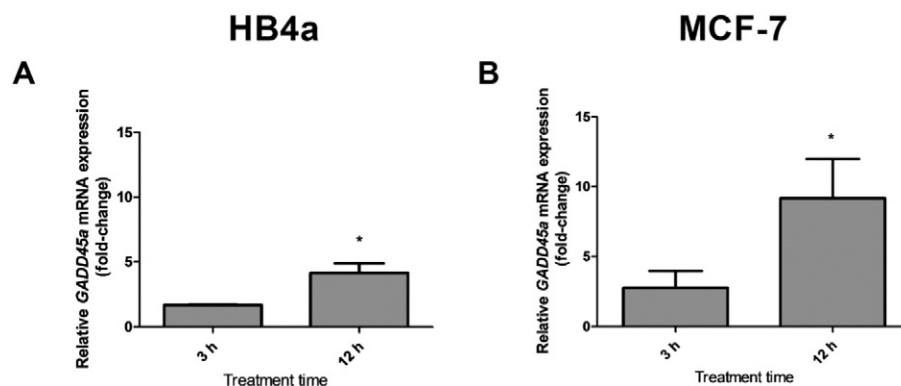 HB4a
MCF-7
A
B
Relative GADD45a mRNA expression
(fold-change)
15
10
5
0
*
3 h
12 h
Treatment time
Relative GADD45a mRNA expression
(fold-change)
15
10
5
0
*
3 h
12 h
Treatment time